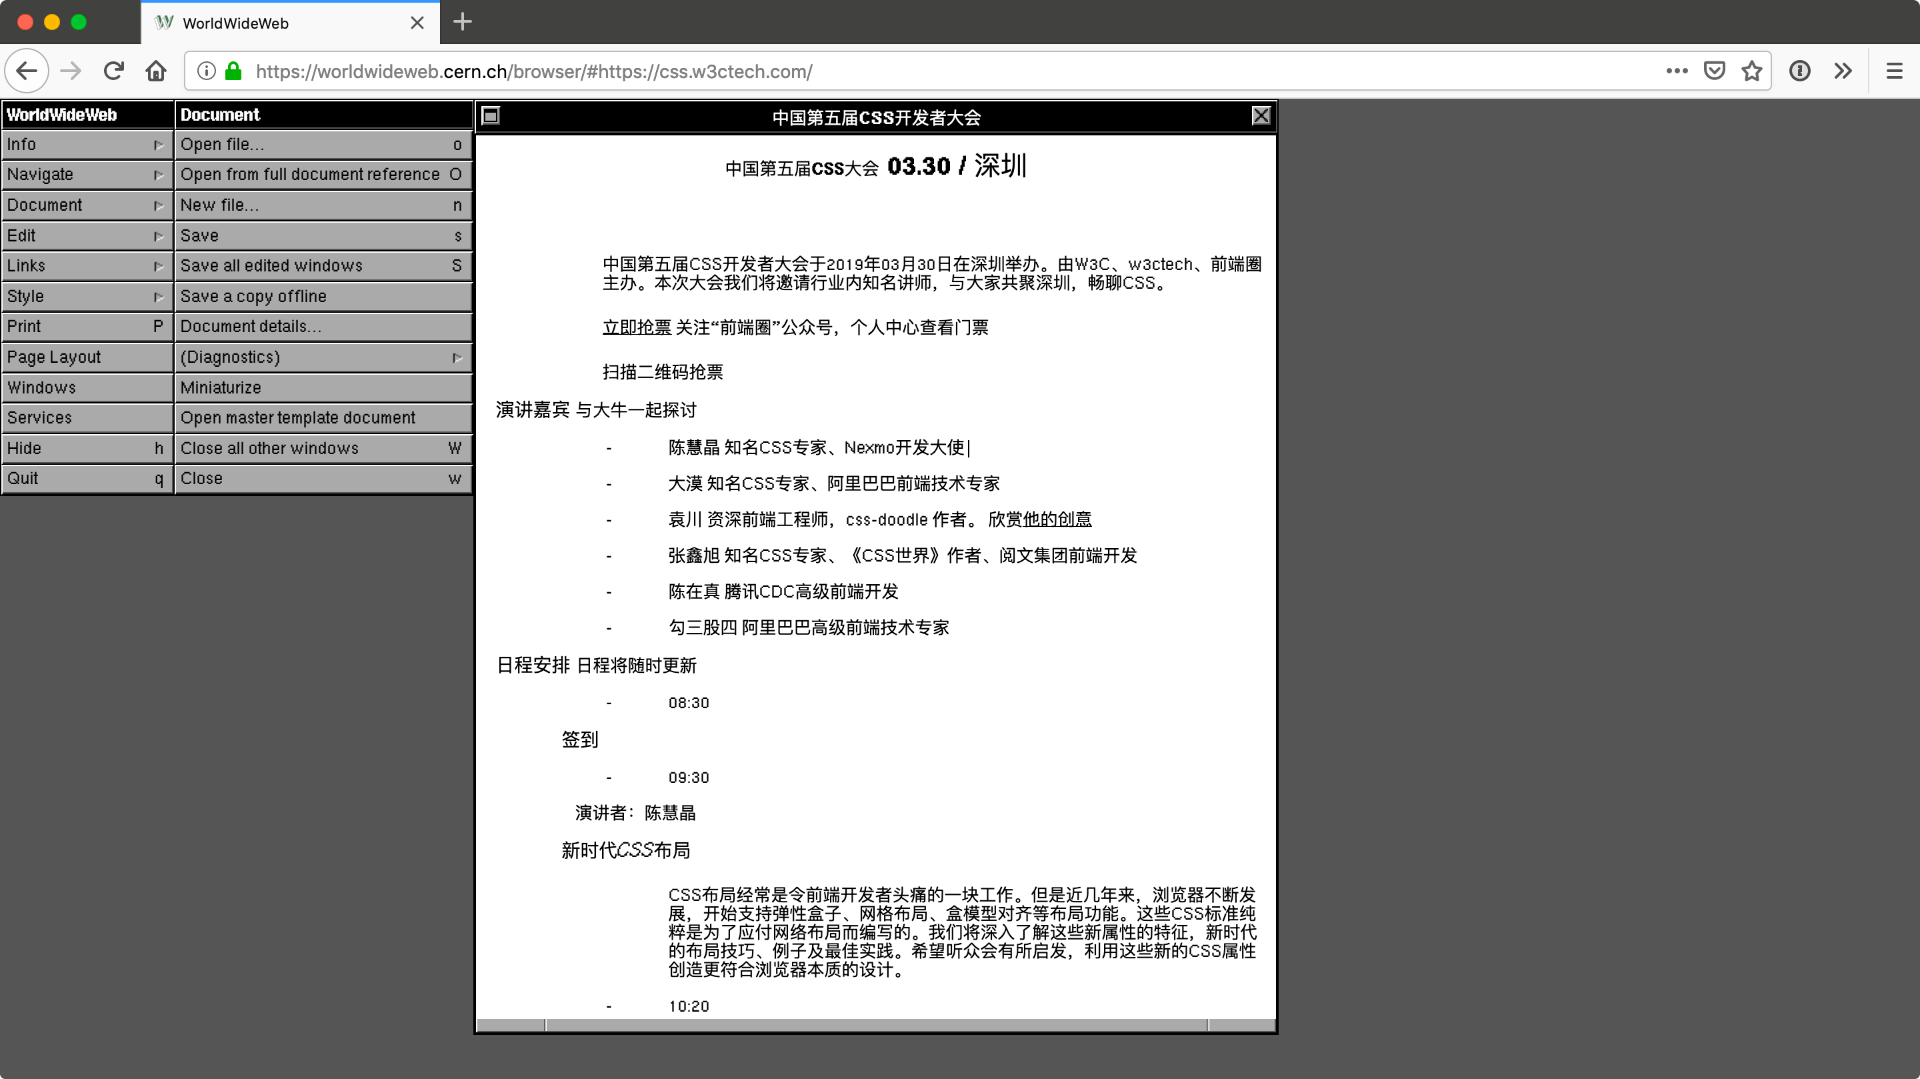 WorldWideWeb
https://worldwideweb.cern.ch/browser/#https://css.w3ctech.com/
WorldWideWeb
Info
Navigate
Document
Edit
Links
Style
Print P
Page Layout
Windows
Services
Hide h
Quit q
Document
Open file... o
Open from full document reference O
New file... n
Save s
Save all edited windows S
Save a copy offline
Document details...
(Diagnostics)
Miniaturize
Open master template document
Close all other windows W
Close w
中国第五届CSS开发者大会
中国第五届CSS大会 03.30 / 深圳
中国第五届CSS开发者大会于2019年03月30日在深圳举办。由W3C、w3ctech、前端圈
主办。本次大会我们将邀请行业内知名讲师，与大家共聚深圳，畅聊CSS。
立即抢票 关注“前端圈”公众号，个人中心查看门票
扫描二维码抢票
演讲嘉宾 与大牛一起探讨
- 陈慧晶 知名CSS专家、Nexmo开发大使
- 大漠 知名CSS专家、阿里巴巴前端技术专家
- 袁川 资深前端工程师，css-doodle 作者。 欣赏他的创意
- 张鑫旭 知名CSS专家、《CSS世界》作者、阅文集团前端开发
- 陈在真 腾讯CDC高级前端开发
- 勾三股四 阿里巴巴高级前端技术专家
日程安排 日程将随时更新
- 08:30
签到
- 09:30
演讲者：陈慧晶
新时代CSS布局
CSS布局经常是令前端开发者头痛的一块工作。但是近几年来，浏览器不断发
展，开始支持弹性盒子、网格布局、盒模型对齐等布局功能。这些CSS标准纯
粹是为了应付网络布局而编写的。我们将深入了解这些新属性的特征，新时代
的布局技巧、例子及最佳实践。希望听众会有所启发，利用这些新的CSS属性
创造更符合浏览器本质的设计。
- 10:20